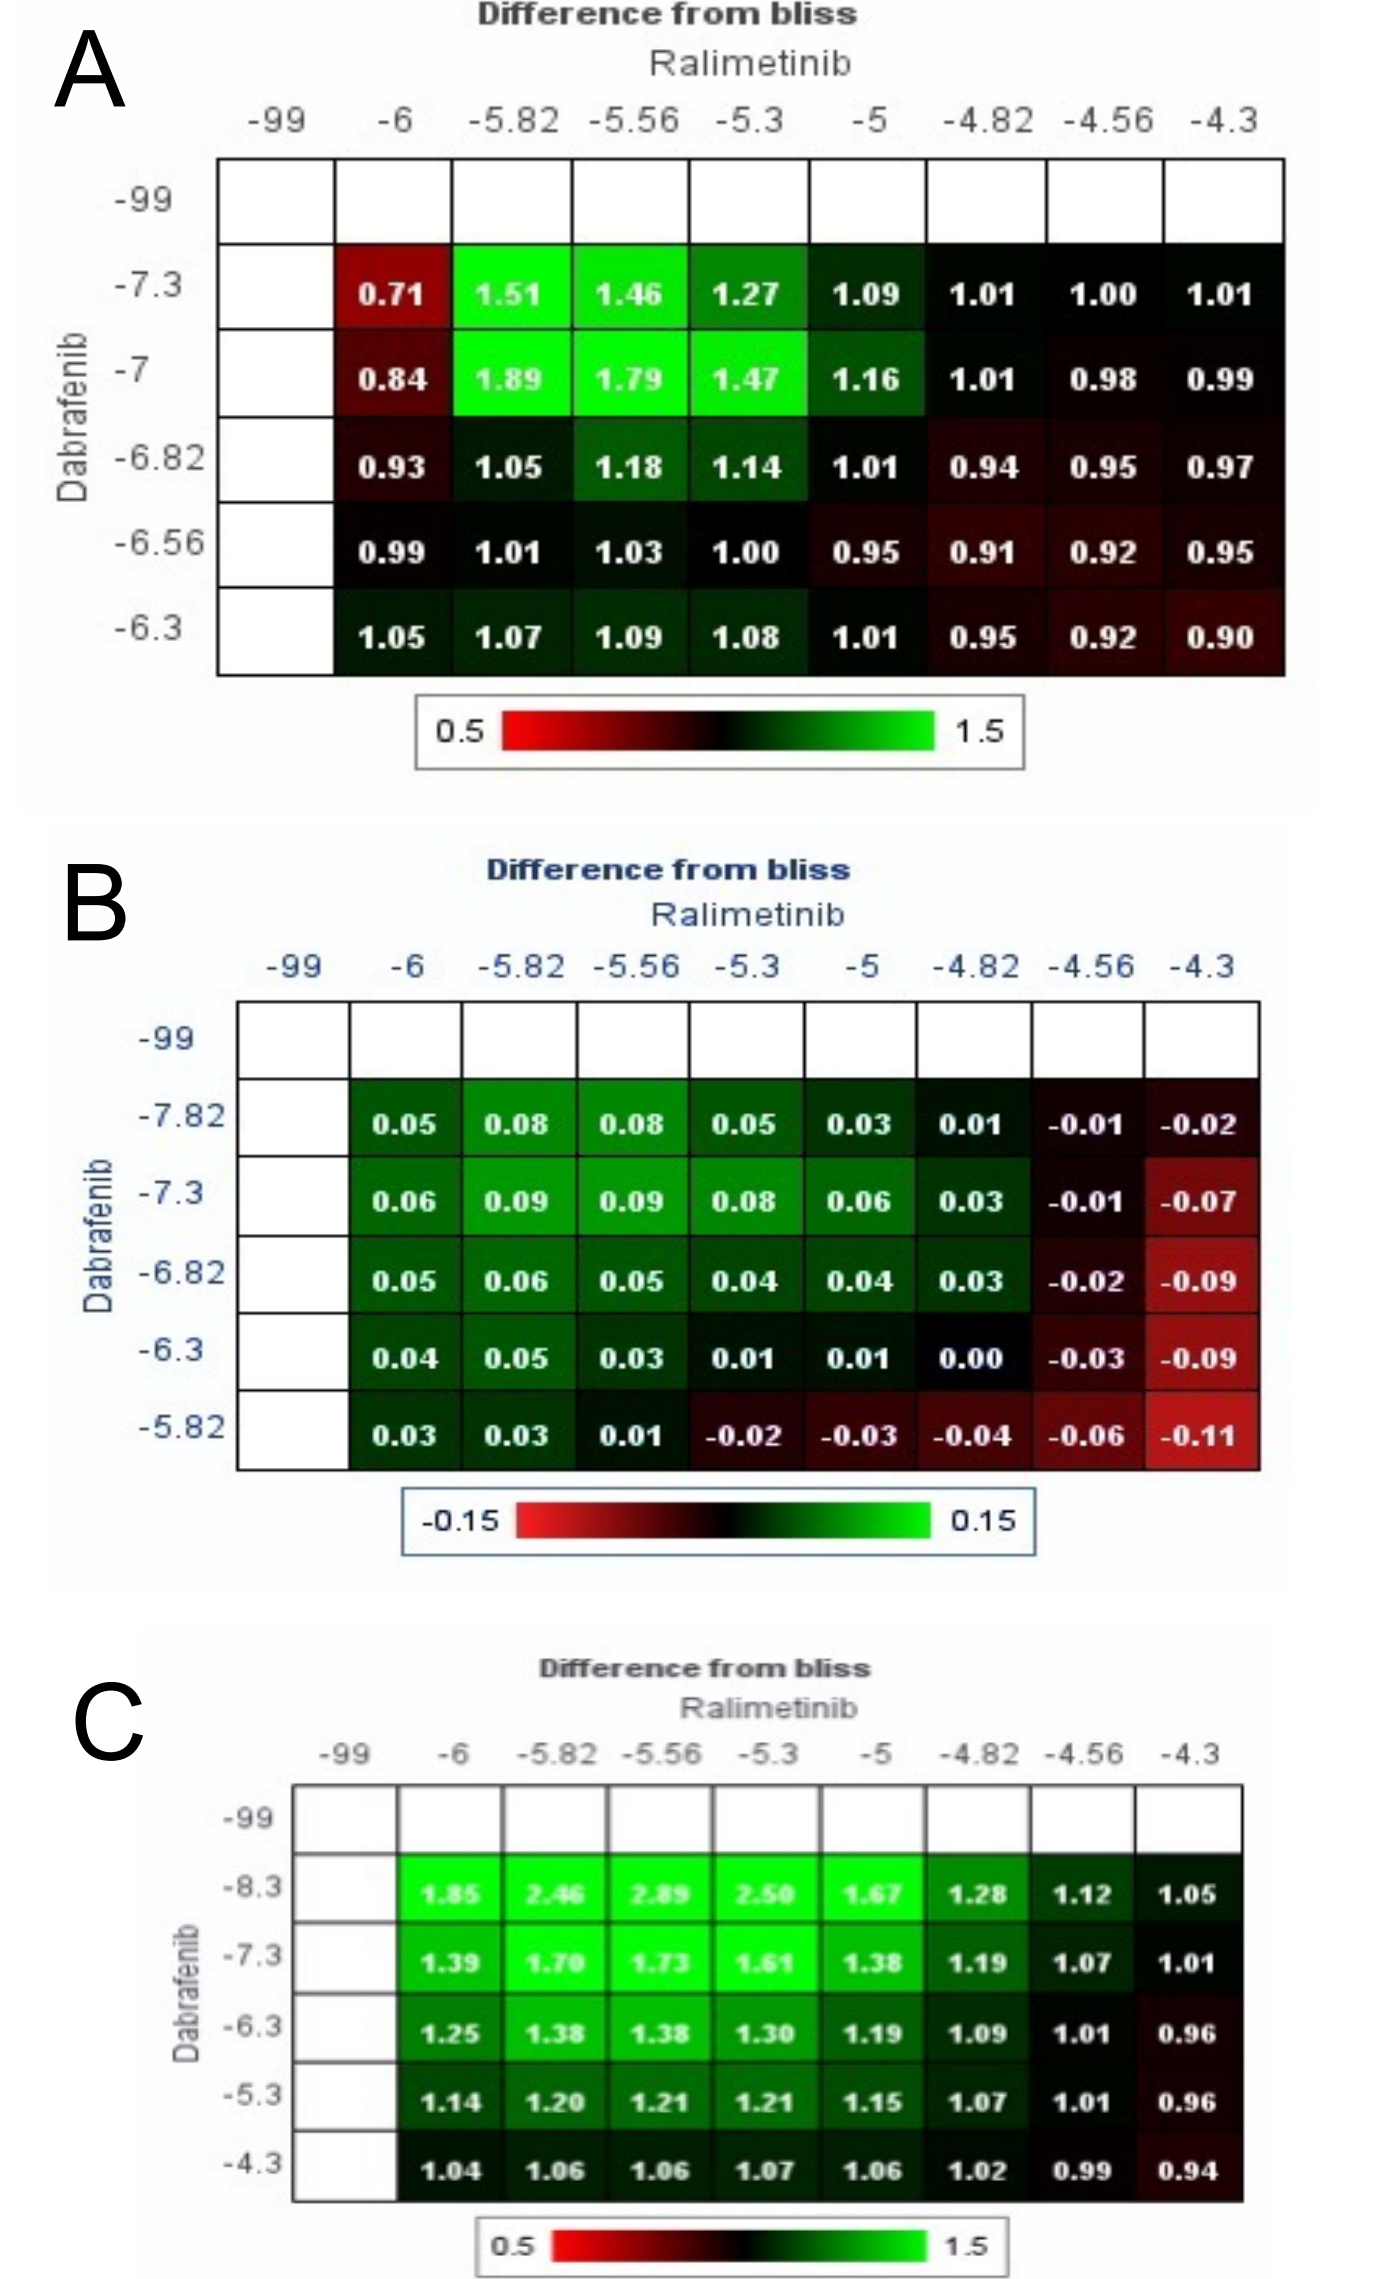 A
Difference from bliss
Ralimetinib
-99 -6 -5.82 -5.56 -5.3 -5 -4.82 -4.56 -4.3
Dabrafenib
-99
-7.3 0.71 1.51 1.46 1.27 1.09 1.01 1.00 1.01
-7 0.84 1.89 1.79 1.47 1.16 1.01 0.98 0.99
-6.82 0.93 1.05 1.18 1.14 1.01 0.94 0.95 0.97
-6.56 0.99 1.01 1.03 1.00 0.95 0.91 0.92 0.95
-6.3 1.05 1.07 1.09 1.08 1.01 0.95 0.92 0.90
0.5 1.5
B
Difference from bliss
Ralimetinib
-99 -6 -5.82 -5.56 -5.3 -5 -4.82 -4.56 -4.3
Dabrafenib
-99
-7.82 0.05 0.08 0.08 0.05 0.03 0.01 -0.01 -0.02
-7.3 0.06 0.09 0.09 0.08 0.06 0.03 -0.01 -0.07
-6.82 0.05 0.06 0.05 0.04 0.04 0.03 -0.02 -0.09
-6.3 0.04 0.05 0.03 0.01 0.01 0.00 -0.03 -0.09
-5.82 0.03 0.03 0.01 -0.02 -0.03 -0.04 -0.06 -0.11
-0.15 0.15
C
Difference from bliss
Ralimetinib
-99 -6 -5.82 -5.56 -5.3 -5 -4.82 -4.56 -4.3
Dabrafenib
-99
-8.3 1.85 2.46 2.89 2.50 1.67 1.28 1.12 1.05
-7.3 1.39 1.70 1.73 1.61 1.38 1.19 1.07 1.01
-6.3 1.25 1.38 1.38 1.30 1.19 1.09 1.01 0.96
-5.3 1.14 1.20 1.21 1.21 1.15 1.07 1.01 0.96
-4.3 1.04 1.06 1.06 1.07 1.06 1.02 0.99 0.94
0.5 1.5